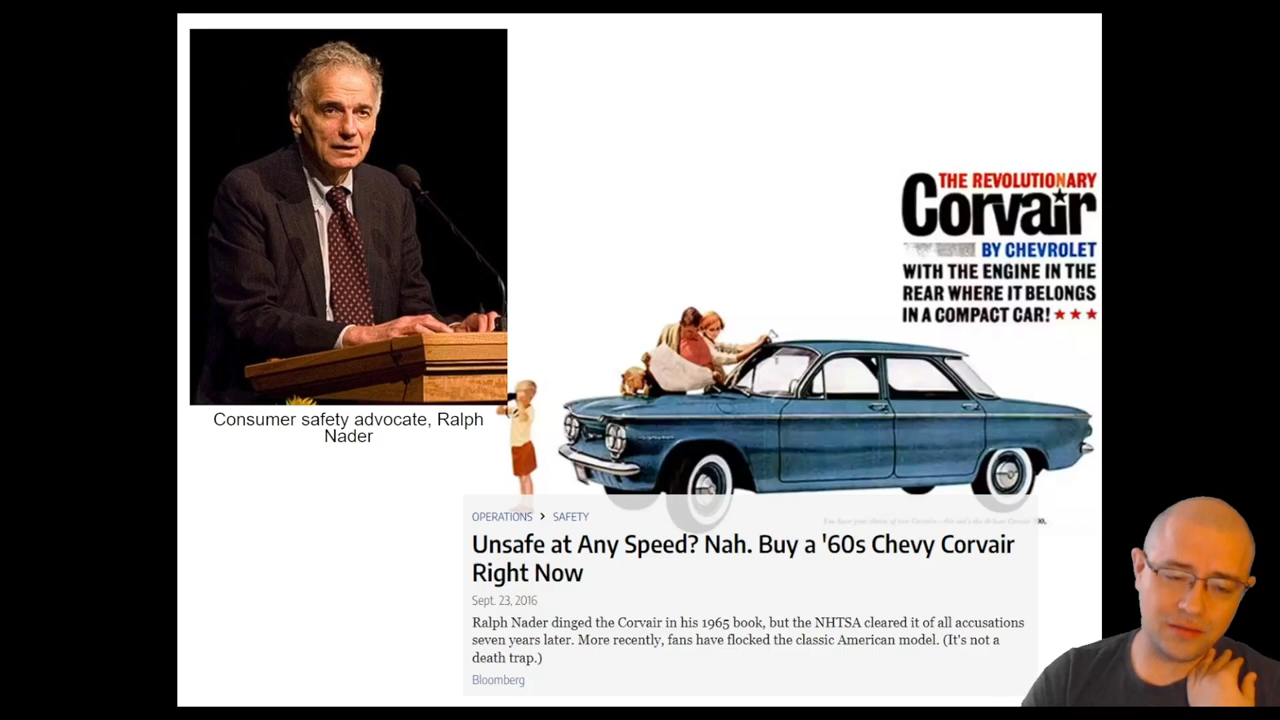 Consumer safety advocate, Ralph
Nader
THE REVOLUTIONARY
Corvair
BY CHEVROLET
WITH THE ENGINE IN THE
REAR WHERE IT BELONGS
IN A COMPACT CAR!
OPERATIONS > SAFETY
Unsafe at Any Speed? Nah. Buy a '60s Chevy Corvair
Right Now
Sept. 23, 2016
Ralph Nader dinged the Corvair in his 1965 book, but the NHTSA cleared it of all accusations
seven years later. More recently, fans have flocked the classic American model. (It's not a
death trap.)
Bloomberg